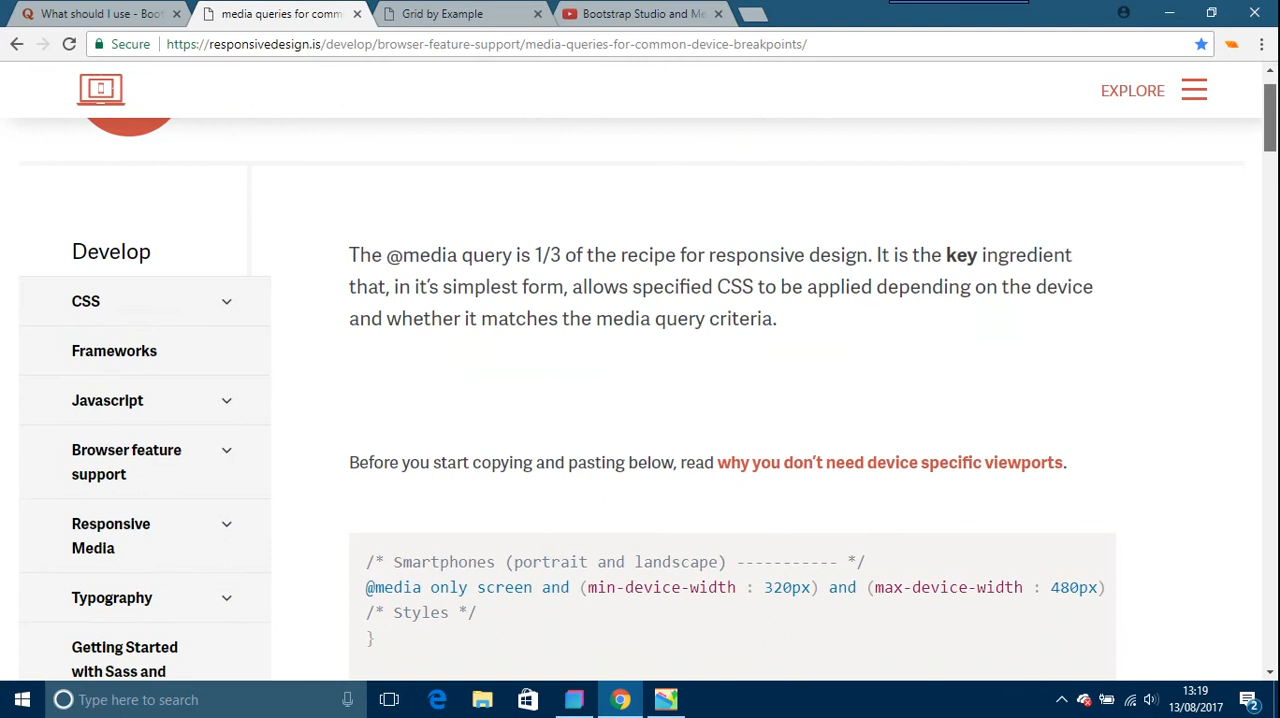 What should I use - Boot
media queries for comm
Grid by Example
Bootstrap Studio and Me
Secure
https://responsivedesign.is/develop/browser-feature-support/media-queries-for-common-device-breakpoints/
EXPLORE
Develop
CSS
Frameworks
Javascript
Browser feature
support
Responsive
Media
Typography
Getting Started
with Sass and
The @media query is 1/3 of the recipe for responsive design. It is the key ingredient
that, in it's simplest form, allows specified CSS to be applied depending on the device
and whether it matches the media query criteria.
Before you start copying and pasting below, read why you don't need device specific viewports.
/* Smartphones (portrait and landscape) ----------- */
@media only screen and (min-device-width : 320px) and (max-device-width : 480px)
/* Styles */
}
Type here to search
13:19
13/08/2017
2